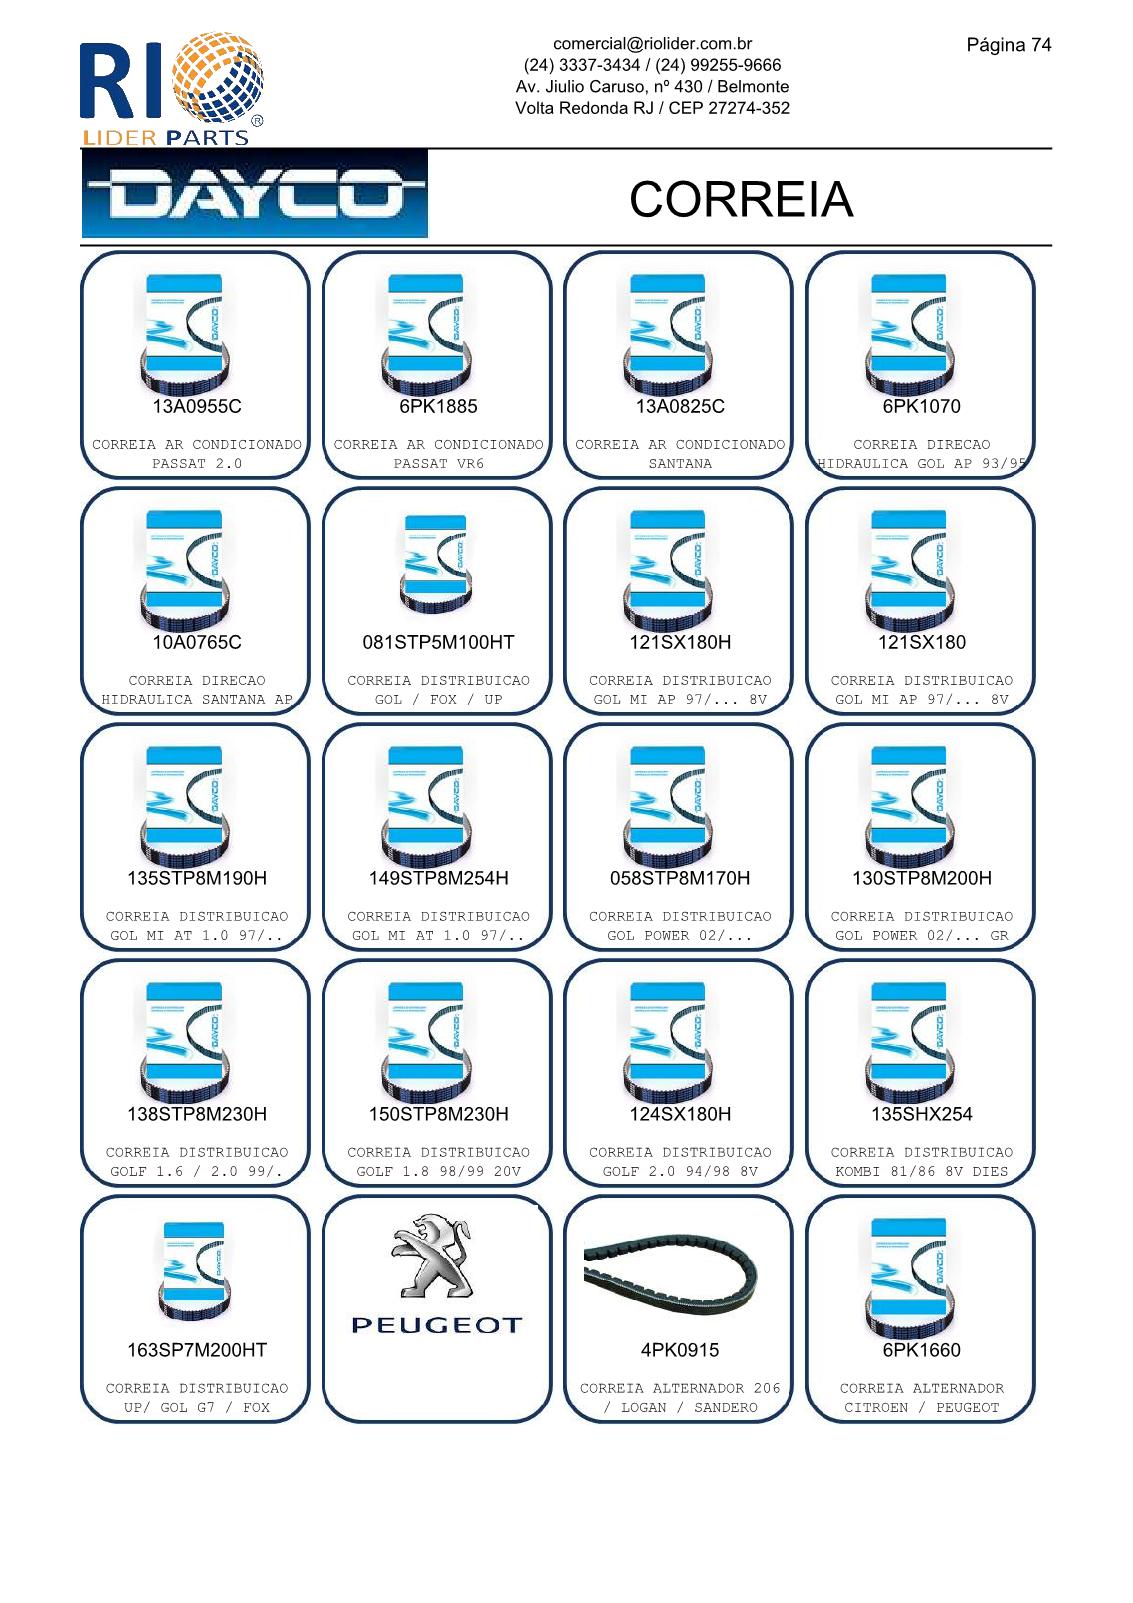 comercial@riolider.com.br
Página 74
(24) 3337-3434 / (24) 99255-9666
Av. Jiulio Caruso, nº 430 / Belmonte
Volta Redonda RJ / CEP 27274-352
RIO
®
LIDER PARTS
DAYCO
CORREIA
13A0955C
CORREIA AR CONDICIONADO
PASSAT 2.0
6PK1885
CORREIA AR CONDICIONADO
PASSAT VR6
13A0825C
CORREIA AR CONDICIONADO
SANTANA
6PK1070
CORREIA DIRECAO
HIDRAULICA GOL AP 93/95
10A0765C
CORREIA DIRECAO
HIDRAULICA SANTANA AP
081STP5M100HT
CORREIA DISTRIBUICAO
GOL / FOX / UP
121SX180H
CORREIA DISTRIBUICAO
GOL MI AP 97/... 8V
121SX180
CORREIA DISTRIBUICAO
GOL MI AP 97/... 8V
135STP8M190H
CORREIA DISTRIBUICAO
GOL MI AT 1.0 97/..
149STP8M254H
CORREIA DISTRIBUICAO
GOL MI AT 1.0 97/..
058STP8M170H
CORREIA DISTRIBUICAO
GOL POWER 02/...
130STP8M200H
CORREIA DISTRIBUICAO
GOL POWER 02/... GR
138STP8M230H
CORREIA DISTRIBUICAO
GOLF 1.6 / 2.0 99/.
150STP8M230H
CORREIA DISTRIBUICAO
GOLF 1.8 98/99 20V
124SX180H
CORREIA DISTRIBUICAO
GOLF 2.0 94/98 8V
135SHX254
CORREIA DISTRIBUICAO
KOMBI 81/86 8V DIES
163SP7M200HT
CORREIA DISTRIBUICAO
UP/ GOL G7 / FOX
PEUGEOT
4PK0915
CORREIA ALTERNADOR 206
/ LOGAN / SANDERO
6PK1660
CORREIA ALTERNADOR
CITROEN / PEUGEOT